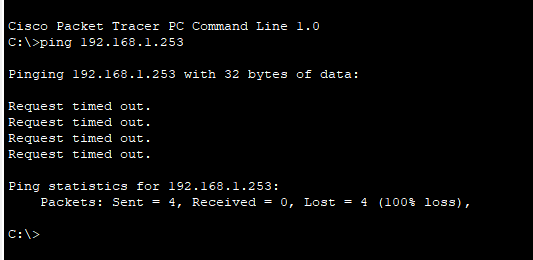 Cisco Packet Tracer PC Command Line 1.0
C:\>ping 192.168.1.253
Pinging 192.168.1.253 with 32 bytes of data:
Request timed out.
Request timed out.
Request timed out.
Request timed out.
Ping statistics for 192.168.1.253:
    Packets: Sent = 4, Received = 0, Lost = 4 (100% loss),
C:\>